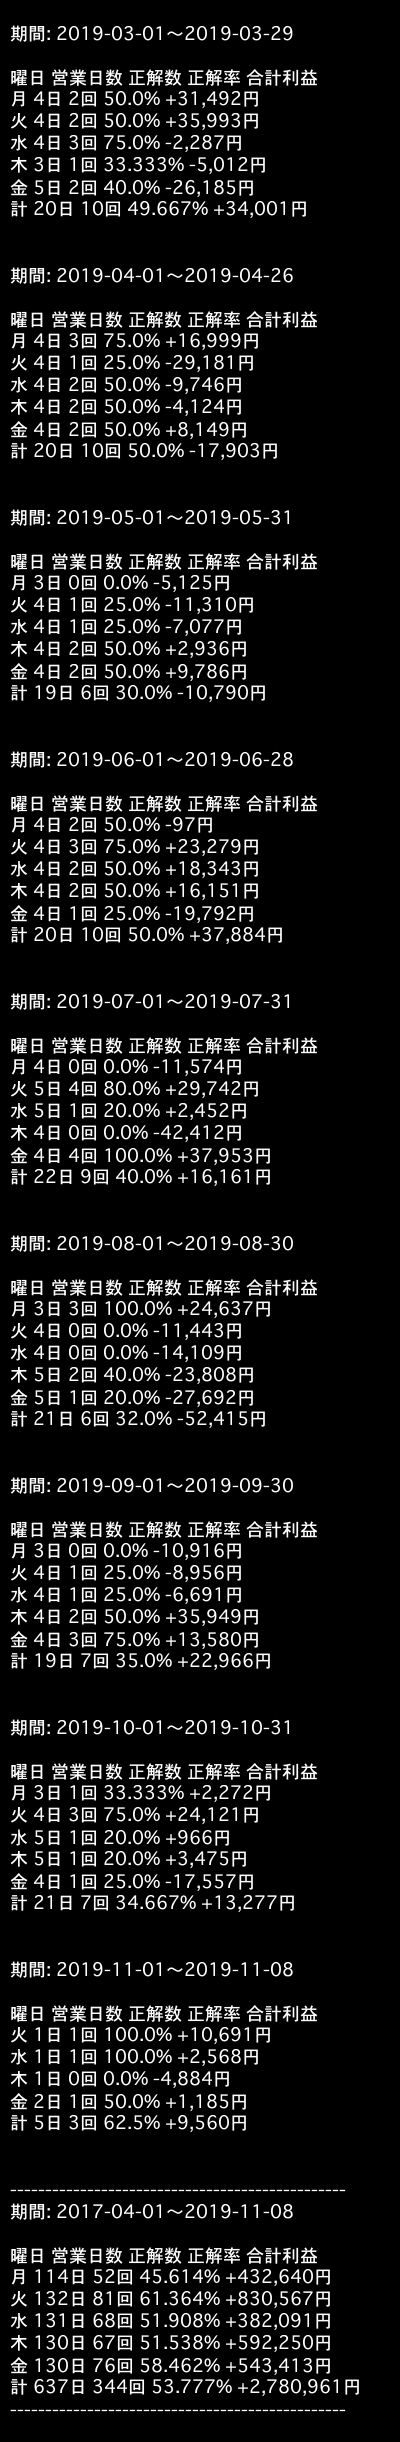 期間: 2019-03-01～2019-03-29
曜日 営業日数 正解数 正解率 合計利益
月 4日 2回 50.0% +31,492円
火 4日 2回 50.0% +35,993円
水 4日 3回 75.0% -2,287円
木 3日 1回 33.333% -5,012円
金 5日 2回 40.0% -26,185円
計 20日 10回 49.667% +34,001円
期間: 2019-04-01～2019-04-26
曜日 営業日数 正解数 正解率 合計利益
月 4日 3回 75.0% +16,999円
火 4日 1回 25.0% -29,181円
水 4日 2回 50.0% -9,746円
木 4日 2回 50.0% -4,124円
金 4日 2回 50.0% +8,149円
計 20日 10回 50.0% -17,903円
期間: 2019-05-01～2019-05-31
曜日 営業日数 正解数 正解率 合計利益
月 3日 0回 0.0% -5,125円
火 4日 1回 25.0% -11,310円
水 4日 1回 25.0% -7,077円
木 4日 2回 50.0% +2,936円
金 4日 2回 50.0% +9,786円
計 19日 6回 30.0% -10,790円
期間: 2019-06-01～2019-06-28
曜日 営業日数 正解数 正解率 合計利益
月 4日 2回 50.0% -97円
火 4日 3回 75.0% +23,279円
水 4日 2回 50.0% +18,343円
木 4日 2回 50.0% +16,151円
金 4日 1回 25.0% -19,792円
計 20日 10回 50.0% +37,884円
期間: 2019-07-01～2019-07-31
曜日 営業日数 正解数 正解率 合計利益
月 4日 0回 0.0% -11,574円
火 5日 4回 80.0% +29,742円
水 5日 1回 20.0% +2,452円
木 4日 0回 0.0% -42,412円
金 4日 4回 100.0% +37,953円
計 22日 9回 40.0% +16,161円
期間: 2019-08-01～2019-08-30
曜日 営業日数 正解数 正解率 合計利益
月 3日 3回 100.0% +24,637円
火 4日 0回 0.0% -11,443円
水 4日 0回 0.0% -14,109円
木 5日 2回 40.0% -23,808円
金 5日 1回 20.0% -27,692円
計 21日 6回 32.0% -52,415円
期間: 2019-09-01～2019-09-30
曜日 営業日数 正解数 正解率 合計利益
月 3日 0回 0.0% -10,916円
火 4日 1回 25.0% -8,956円
水 4日 1回 25.0% -6,691円
木 4日 2回 50.0% +35,949円
金 4日 3回 75.0% +13,580円
計 19日 7回 35.0% +22,966円
期間: 2019-10-01～2019-10-31
曜日 営業日数 正解数 正解率 合計利益
月 3日 1回 33.333% +2,272円
火 4日 3回 75.0% +24,121円
水 5日 1回 20.0% +966円
木 5日 1回 20.0% +3,475円
金 4日 1回 25.0% -17,557円
計 21日 7回 34.667% +13,277円
期間: 2019-11-01～2019-11-08
曜日 営業日数 正解数 正解率 合計利益
火 1日 1回 100.0% +10,691円
水 1日 1回 100.0% +2,568円
木 1日 0回 0.0% -4,884円
金 2日 1回 50.0% +1,185円
計 5日 3回 62.5% +9,560円
------------------------------------------------
期間: 2017-04-01～2019-11-08
曜日 営業日数 正解数 正解率 合計利益
月 114日 52回 45.614% +432,640円
火 132日 81回 61.364% +830,567円
水 131日 68回 51.908% +382,091円
木 130日 67回 51.538% +592,250円
金 130日 76回 58.462% +543,413円
計 637日 344回 53.777% +2,780,961円
------------------------------------------------